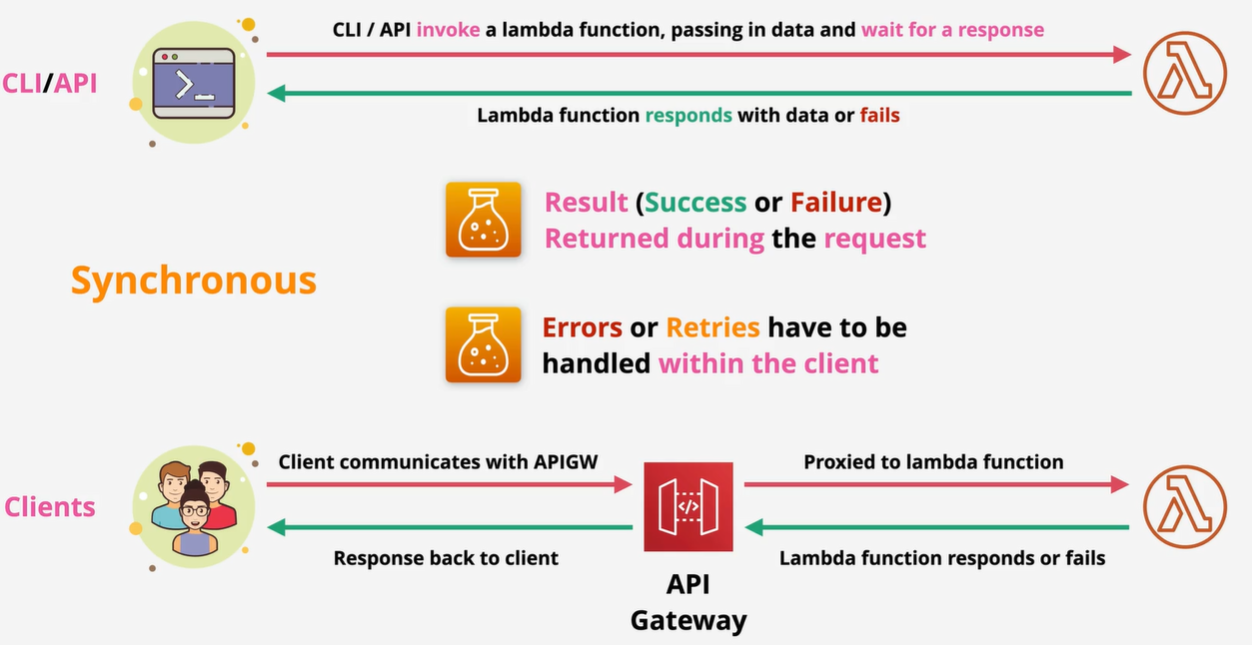 CLI / API invoke a lambda function, passing in data and wait for a response
CLI/API
Lambda function responds with data or fails
Result (Success or Failure)
Returned during the request
Synchronous
Errors or Retries have to be
handled within the client
Client communicates with APIGW
Proxied to lambda function
Clients
</>
Response back to client
Lambda function responds or fails
API
Gateway